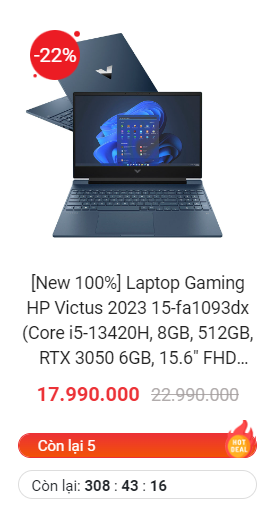 -22%
[New 100%] Laptop Gaming
HP Victus 2023 15-fa1093dx
(Core i5-13420H, 8GB, 512GB,
RTX 3050 6GB, 15.6" FHD...
17.990.000 22.990.000
Còn lại 5
HOT
DEAL
Còn lại: 308 : 43 : 16